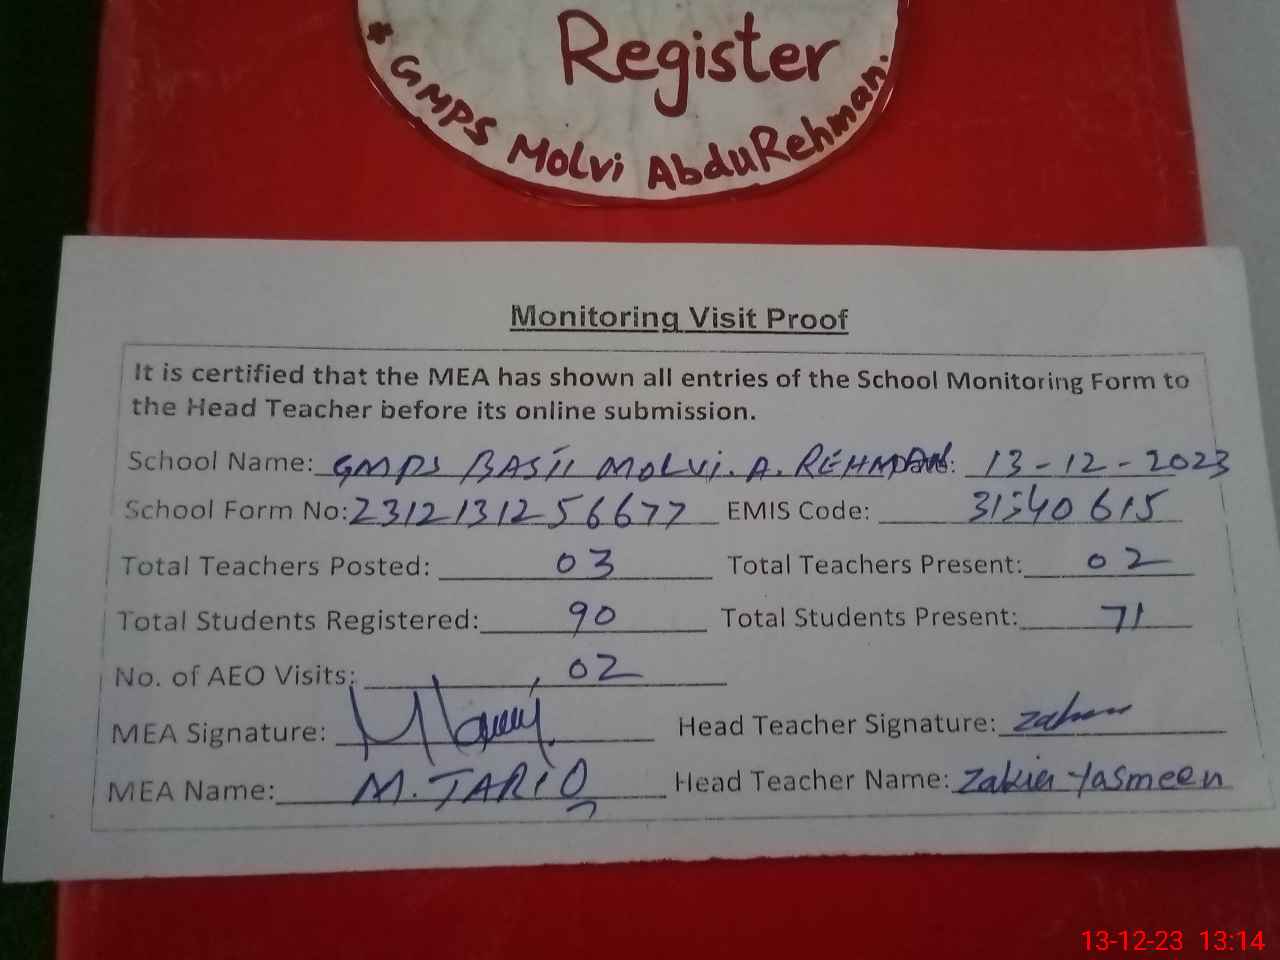 Register
* GMPS Molvi AbduRehman.
Monitoring Visit Proof
It is certified that the MEA has shown all entries of the School Monitoring Form to
the Head Teacher before its online submission.
School Name: GMPS BASTI MOLVI. A. REHMAN : 13-12-2023
School Form No: 231213125 6677 EMIS Code: 31340615
Total Teachers Posted: 03 Total Teachers Present: 02
Total Students Registered: 90 Total Students Present: 71
No. of AEO Visits: 02
MEA Signature: Head Teacher Signature:
MEA Name: M. TARIQ Head Teacher Name: Zakia Yasmeen
13-12-23 13:14